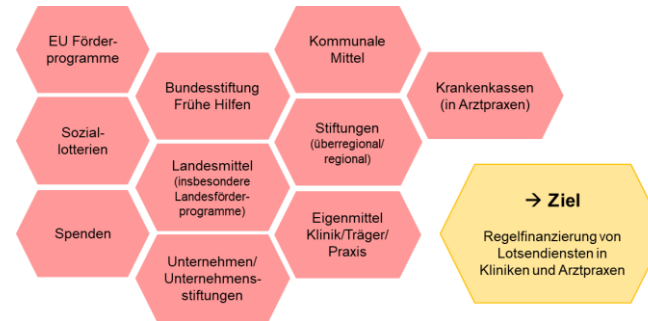 EU Förder-
programme
Sozial-
lotterien
Spenden
Bundesstiftung
Frühe Hilfen
Landesmittel
(insbesondere
Landesförder-
programme)
Unternehmen/
Unternehmens-
stiftungen
Kommunale
Mittel
Stiftungen
(überregional/
regional)
Eigenmittel
Klinik/Träger/
Praxis
Krankenkassen
(in Arztpraxen)
→ Ziel
Regelfinanzierung von
Lotsendiensten in
Kliniken und Arztpraxen